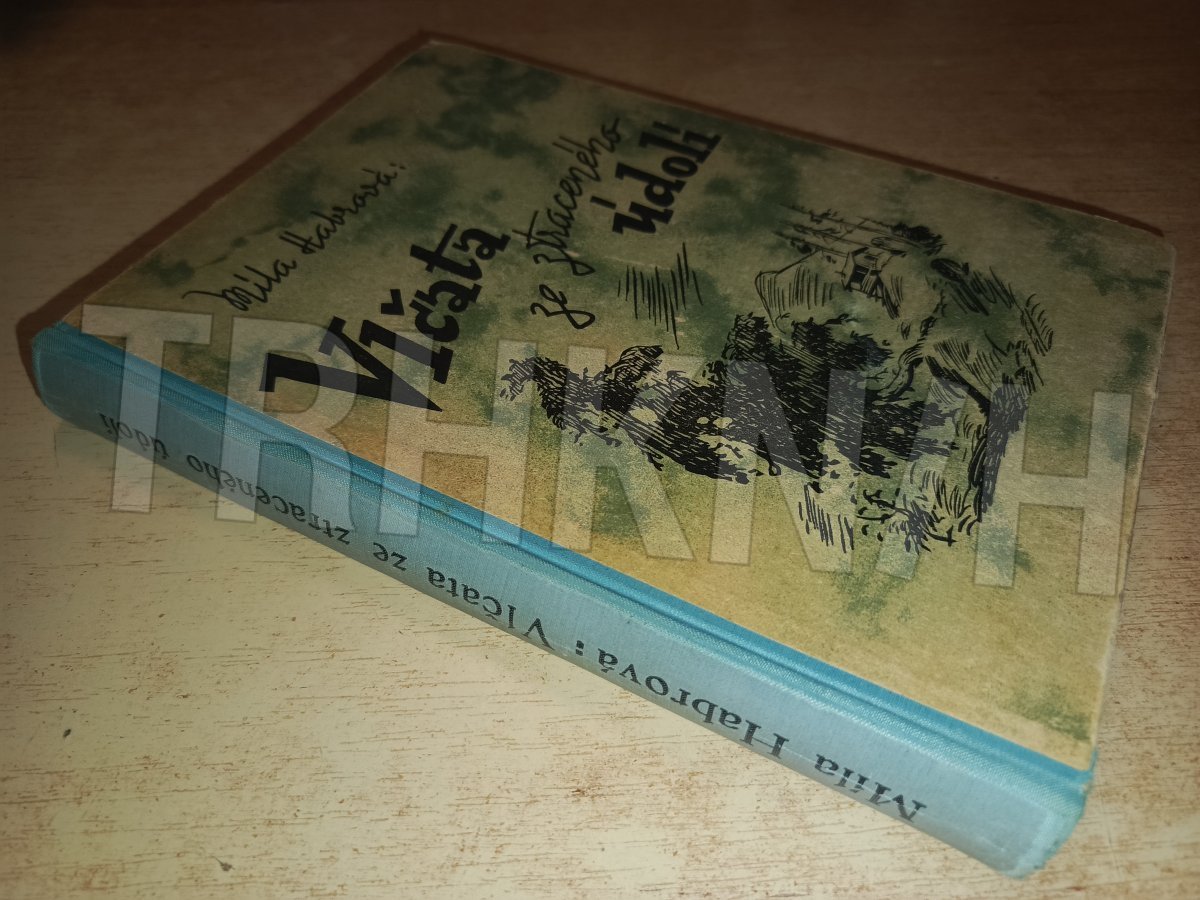 Míla Habrová:
Vlčata
ze ztraceného
údolí
Míla Habrová: Vlčata ze ztraceného údolí
TRHKNIH